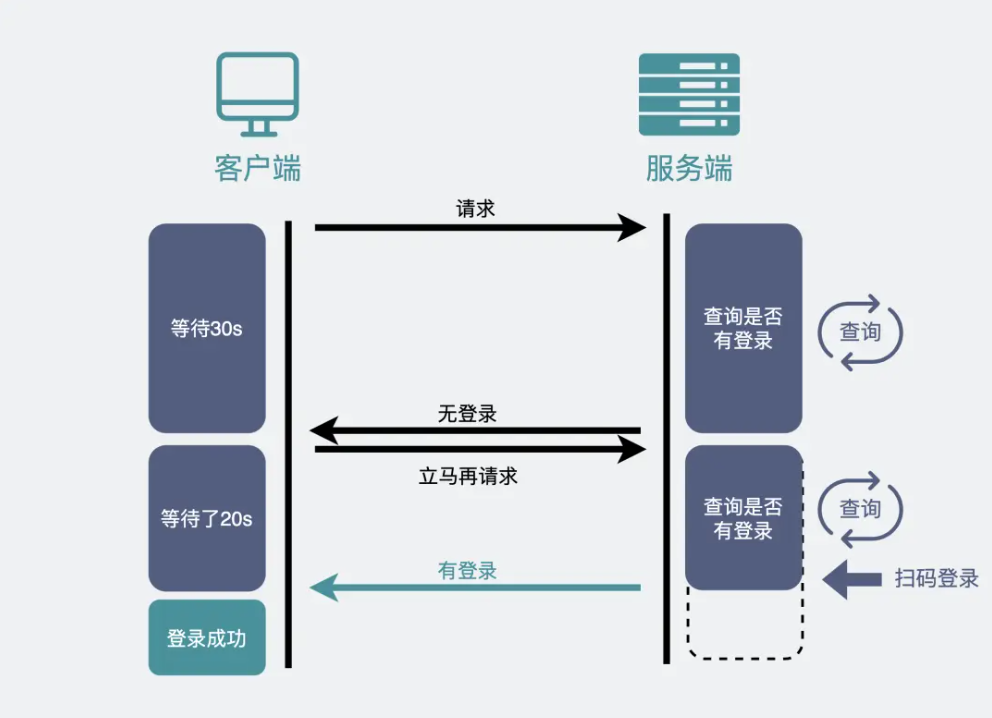 客户端
服务端
请求
等待30s
查询是否
有登录
查询
无登录
立马再请求
等待了20s
查询是否
有登录
查询
有登录
扫码登录
登录成功